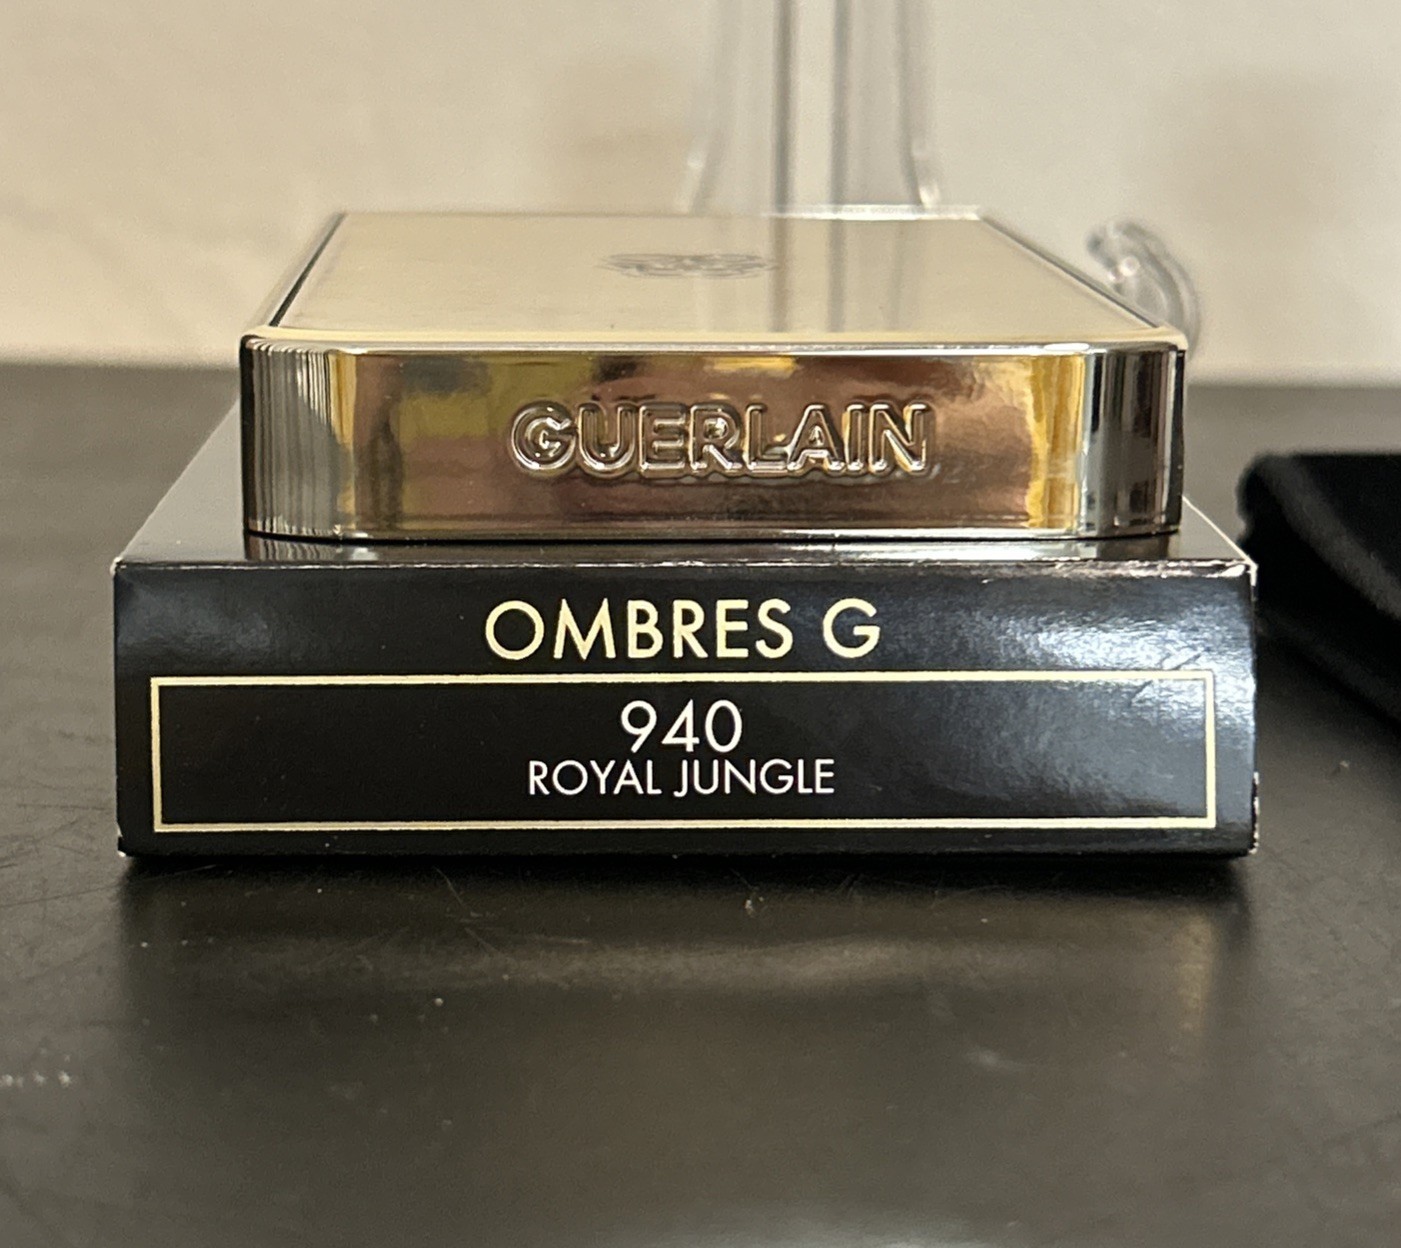 GUERLAIN
OMBRES G
940
ROYAL JUNGLE